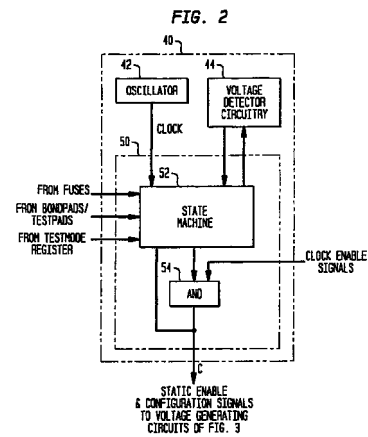 FIG. 2
40
42
44
OSCILLATOR
VOLTAGE
DETECTOR
CIRCUITRY
CLOCK
50
52
FROM FUSES
FROM BONDPADS/
TESTPADS
FROM TESTMODE
REGISTER
STATE
MACHINE
54
AND
CLOCK ENABLE
SIGNALS
C
STATIC ENABLE
& CONFIGURATION SIGNALS
TO VOLTAGE GENERATING
CIRCUITS OF FIG. 3